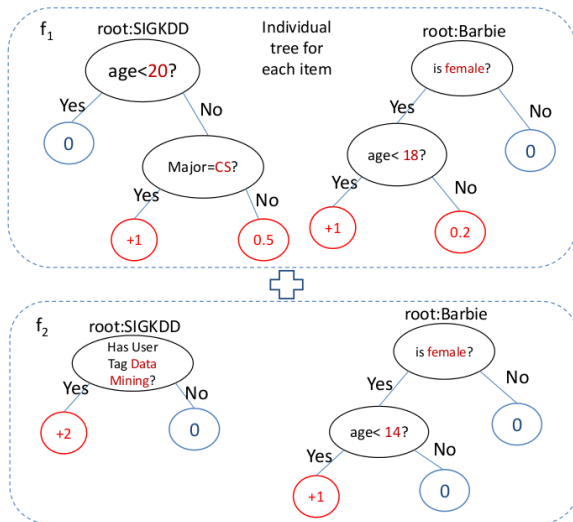 f1
root:SIGKDD
Individual
tree for
each item
root:Barbie
age<20?
is female?
Yes
No
Yes
No
0
0
Major=CS?
age< 18?
Yes
No
Yes
No
+1
0.5
+1
0.2
f2
root:SIGKDD
root:Barbie
Has User
Tag Data
Mining?
is female?
Yes
No
Yes
No
+2
0
0
age< 14?
Yes
No
+1
0